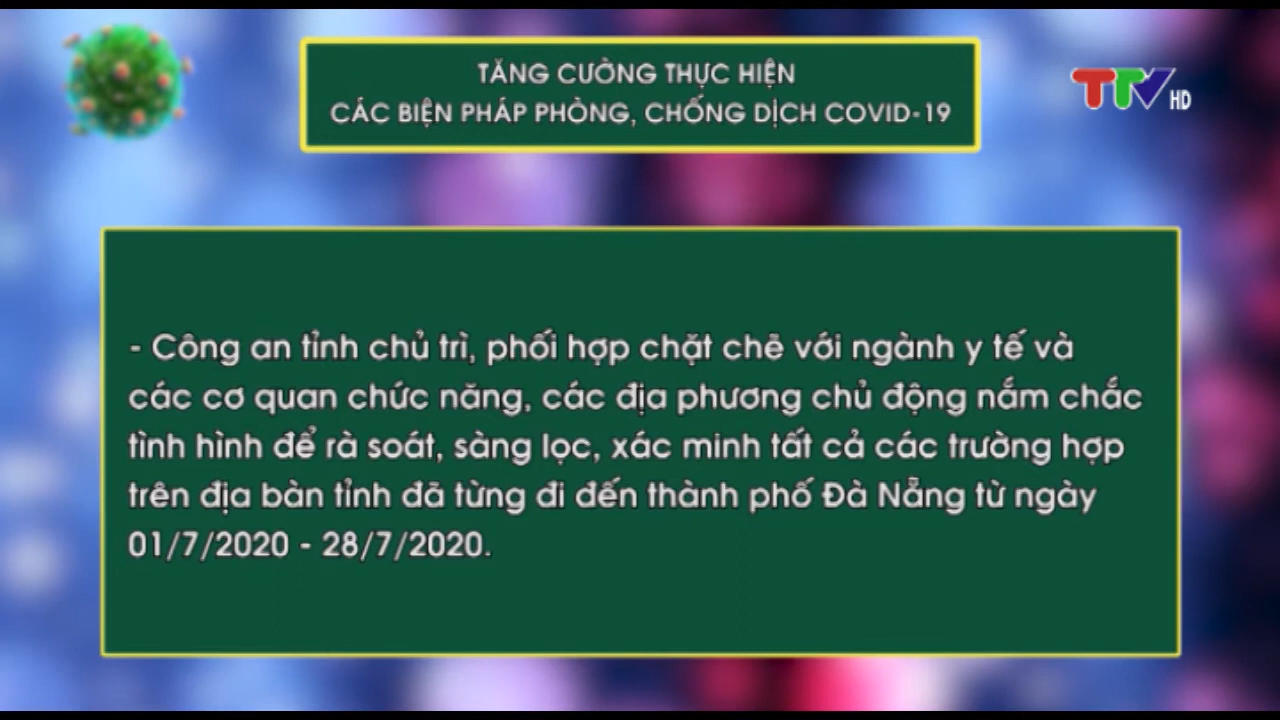 TĂNG CƯỜNG THỰC HIỆN
CÁC BIỆN PHÁP PHÒNG, CHỐNG DỊCH COVID-19
TTV HD
- Công an tỉnh chủ trì, phối hợp chặt chẽ với ngành y tế và
các cơ quan chức năng, các địa phương chủ động nắm chắc
tình hình để rà soát, sàng lọc, xác minh tất cả các trường hợp
trên địa bàn tỉnh đã từng đi đến thành phố Đà Nẵng từ ngày
01/7/2020 - 28/7/2020.